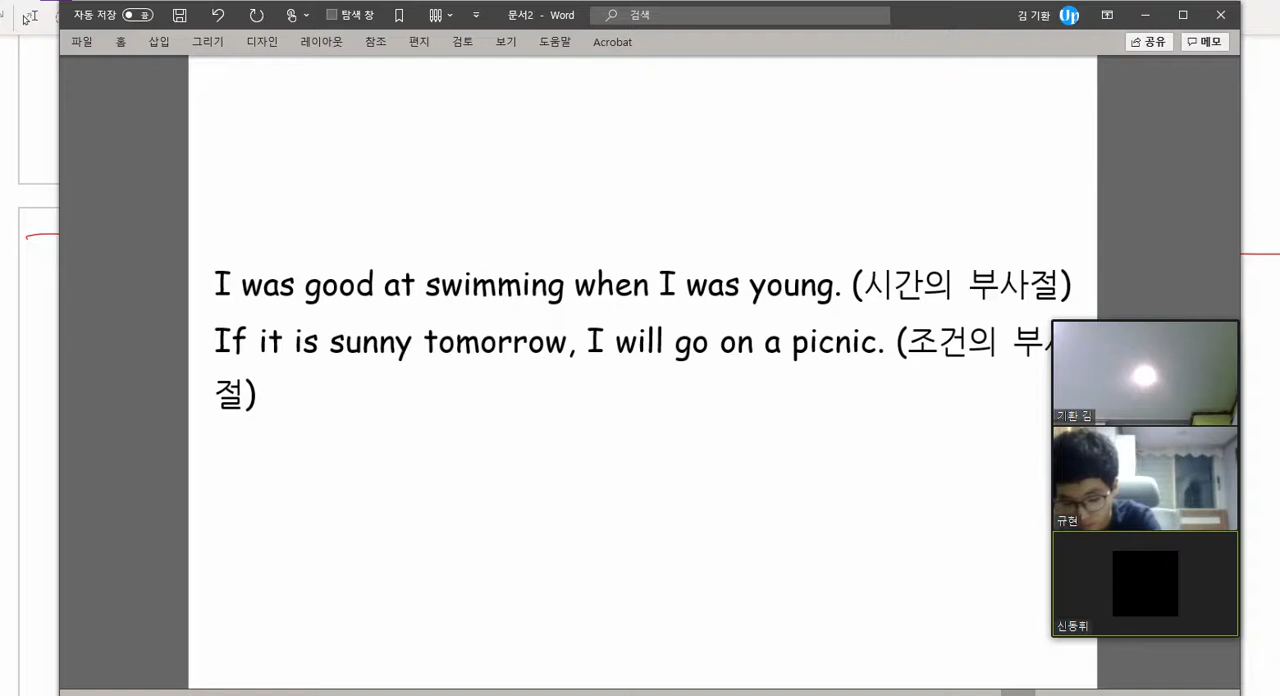 자동 저장 끔 탐색 창 문서2 - Word 검색 김 기환 Up
파일 홈 삽입 그리기 디자인 레이아웃 참조 편지 검토 보기 도움말 Acrobat 공유 메모
I was good at swimming when I was young. (시간의 부사절)
If it is sunny tomorrow, I will go on a picnic. (조건의
절)
기환 김
규현
신동휘